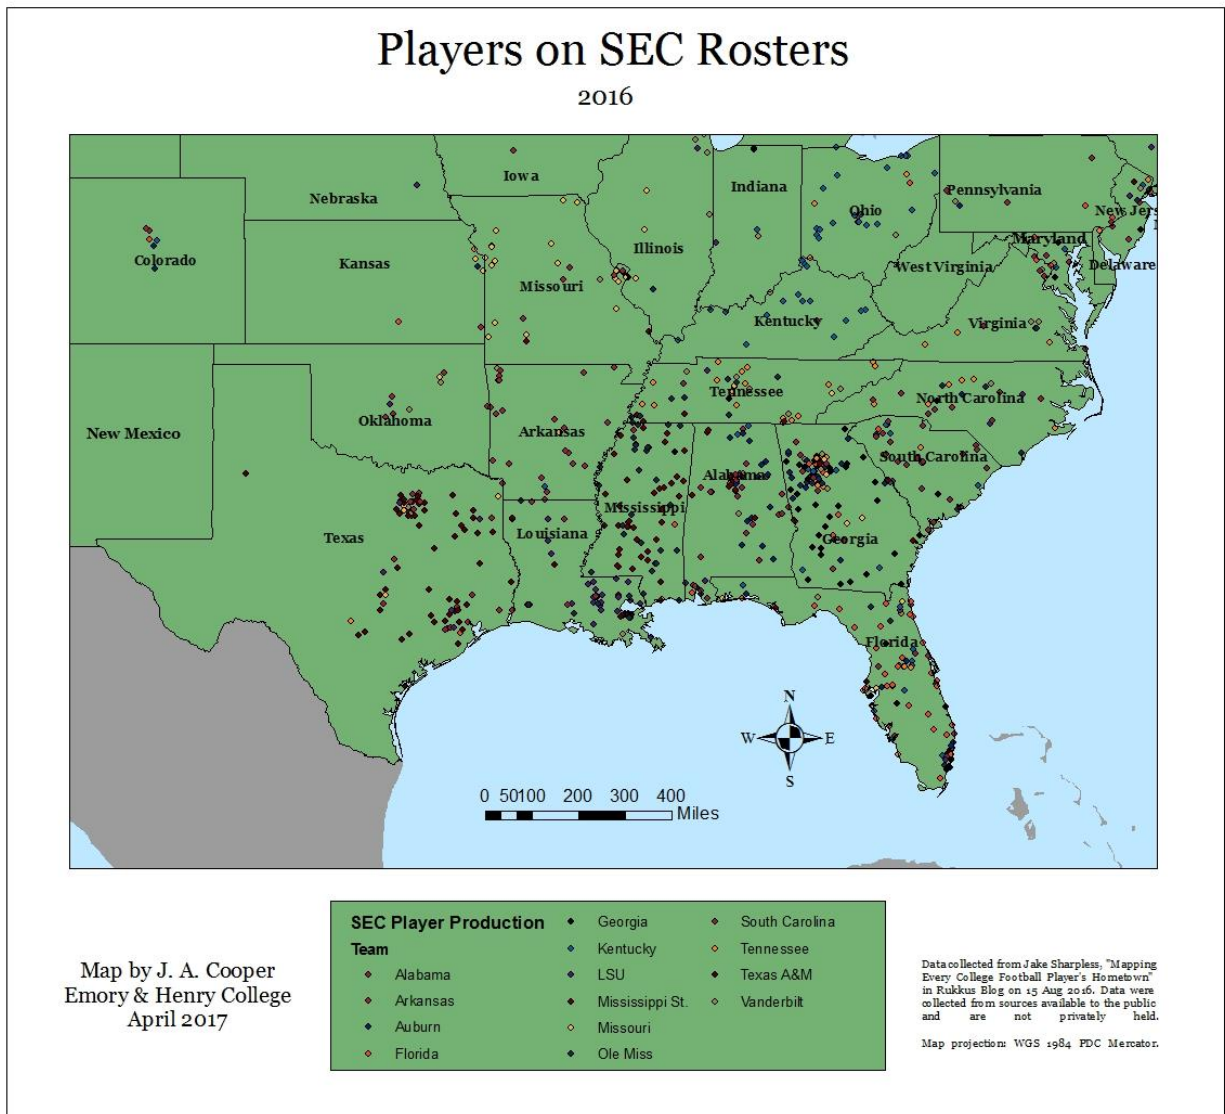 Players on SEC Rosters
2016
Iowa
Nebraska
Indiana
Pennsylvania
Ohio
New Jers
Illinois
Maryland
Colorado
Kansas
West Virginia
Delaware
Missouri
Kentucky
Virginia
Tennessee
North Carolina
Oklahoma
New Mexico
Arkansas
South Carolina
Alabama
Mississippi
Texas
Louisiana
Georgia
Florida
N
W E
S
0 50 100 200 300 400
Miles
SEC Player Production
Team
Alabama
Arkansas
Auburn
Florida
Georgia
Kentucky
LSU
Mississippi St.
Missouri
Ole Miss
South Carolina
Tennessee
Texas A&M
Vanderbilt
Map by J. A. Cooper
Emory & Henry College
April 2017
Data collected from Jake Sharpless, "Mapping
Every College Football Player's Hometown"
in Rukkus Blog on 15 Aug 2016. Data were
collected from sources available to the public
and are not privately held.
Map projection: WGS 1984 PDC Mercator.